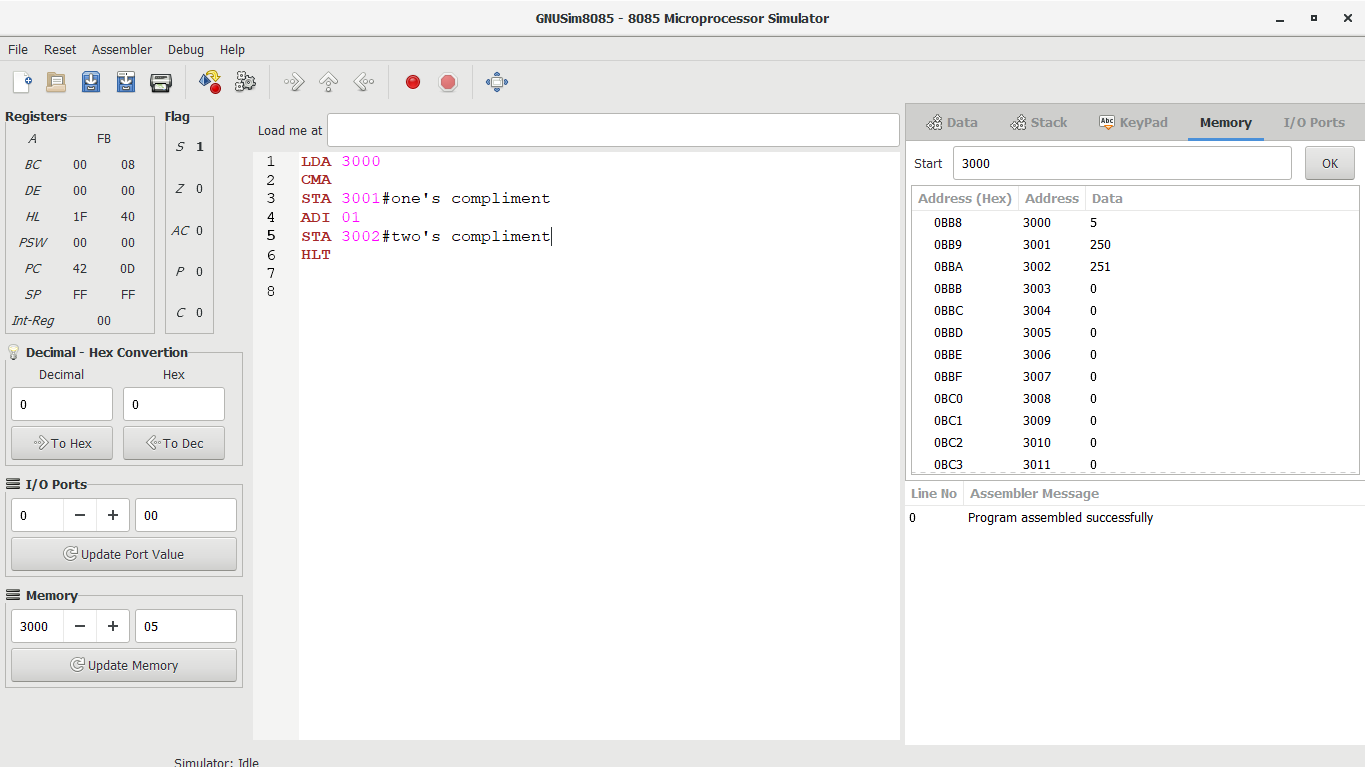 GNUSim8085 - 8085 Microprocessor Simulator
File Reset Assembler Debug Help
Registers
A FB
BC 00 08
DE 00 00
HL 1F 40
PSW 00 00
PC 42 0D
SP FF FF
Int-Reg 00
Flag
S 1
Z 0
AC 0
P 0
C 0
Decimal - Hex Convertion
Decimal Hex
0 0
To Hex To Dec
I/O Ports
0 − + 00
Update Port Value
Memory
3000 − + 05
Update Memory
Load me at
1 LDA 3000
2 CMA
3 STA 3001#one's compliment
4 ADI 01
5 STA 3002#two's compliment
6 HLT
7
8
Data Stack Abc KeyPad Memory I/O Ports
Start 3000 OK
Address (Hex) Address Data
0BB8 3000 5
0BB9 3001 250
0BBA 3002 251
0BBB 3003 0
0BBC 3004 0
0BBD 3005 0
0BBE 3006 0
0BBF 3007 0
0BC0 3008 0
0BC1 3009 0
0BC2 3010 0
0BC3 3011 0
Line No Assembler Message
0 Program assembled successfully
Simulator: Idle